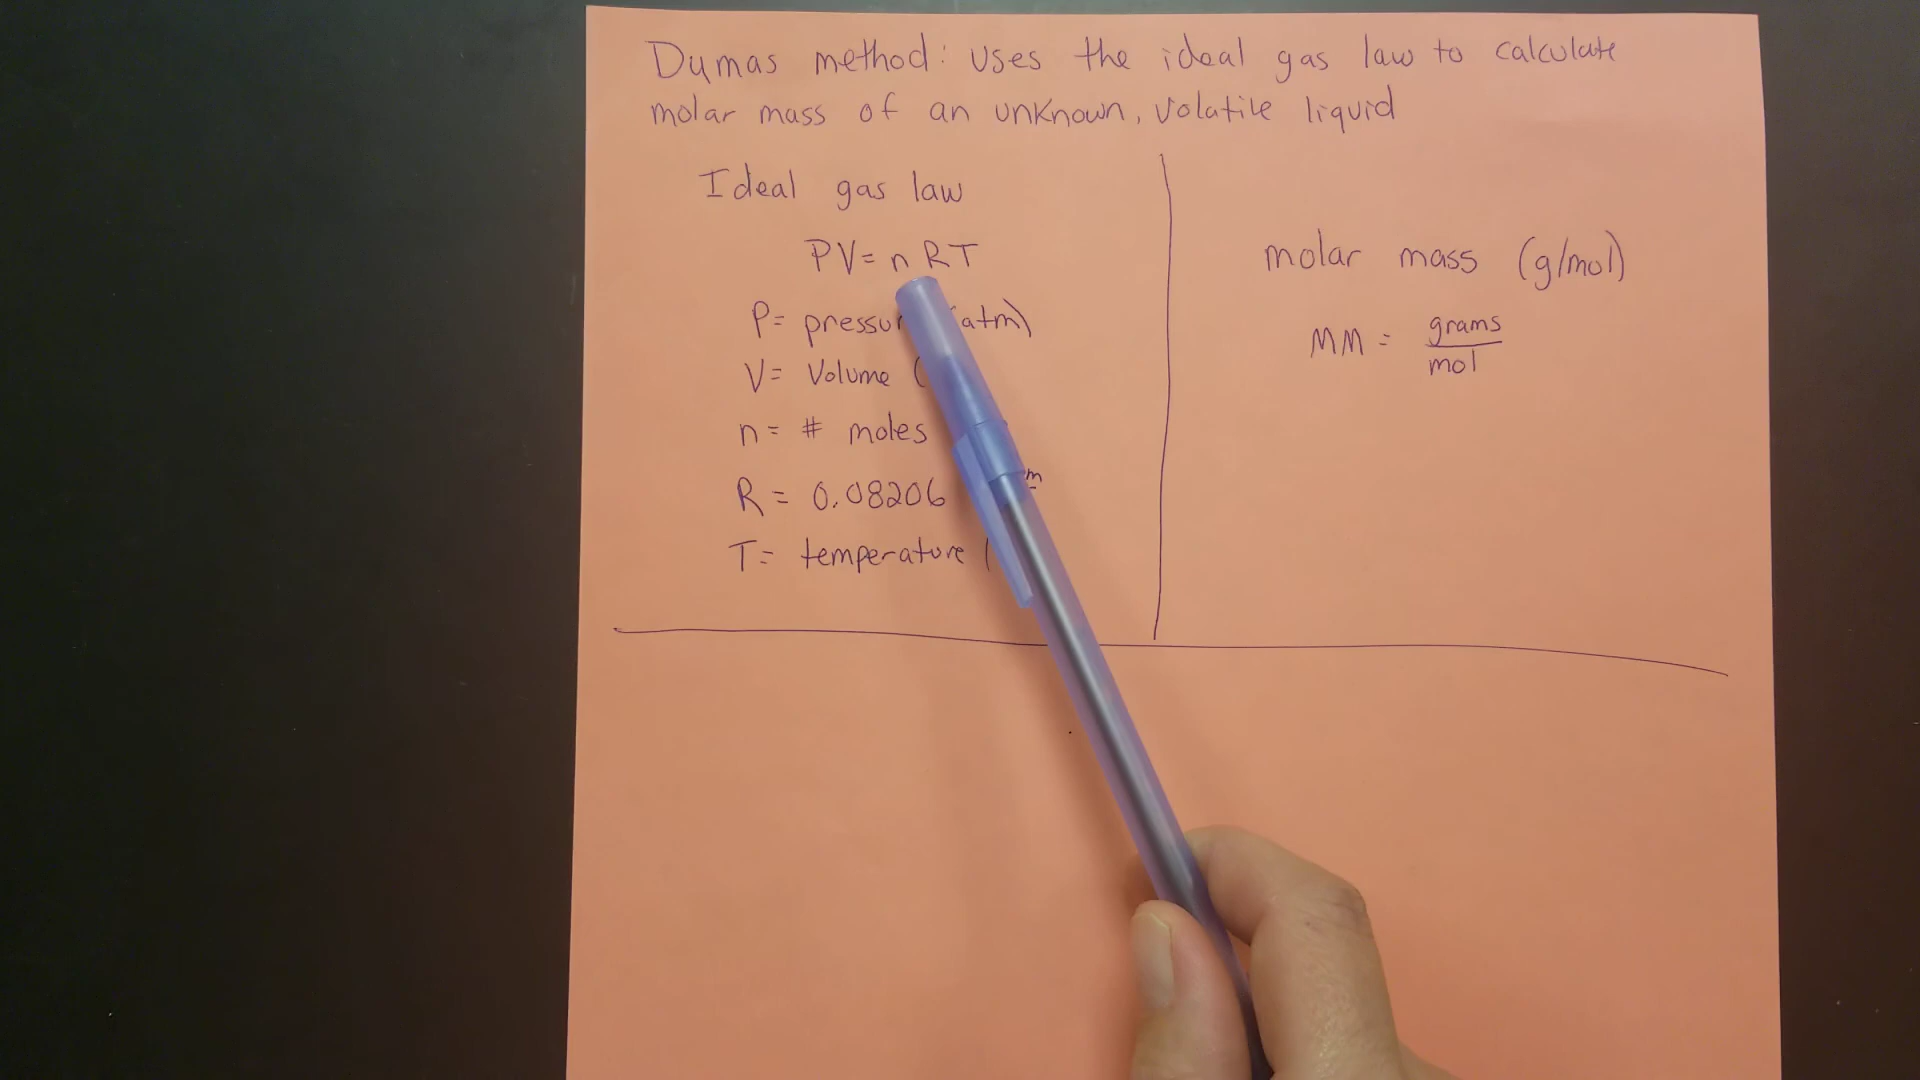 Dumas method: uses the ideal gas law to calculate
molar mass of an unknown, volatile liquid
Ideal gas law
PV = nRT
P = (atm)
V = Volume (
n = # moles
R = 0.08206
T = temperature (
molar mass (g/mol)
MM = grams
mol